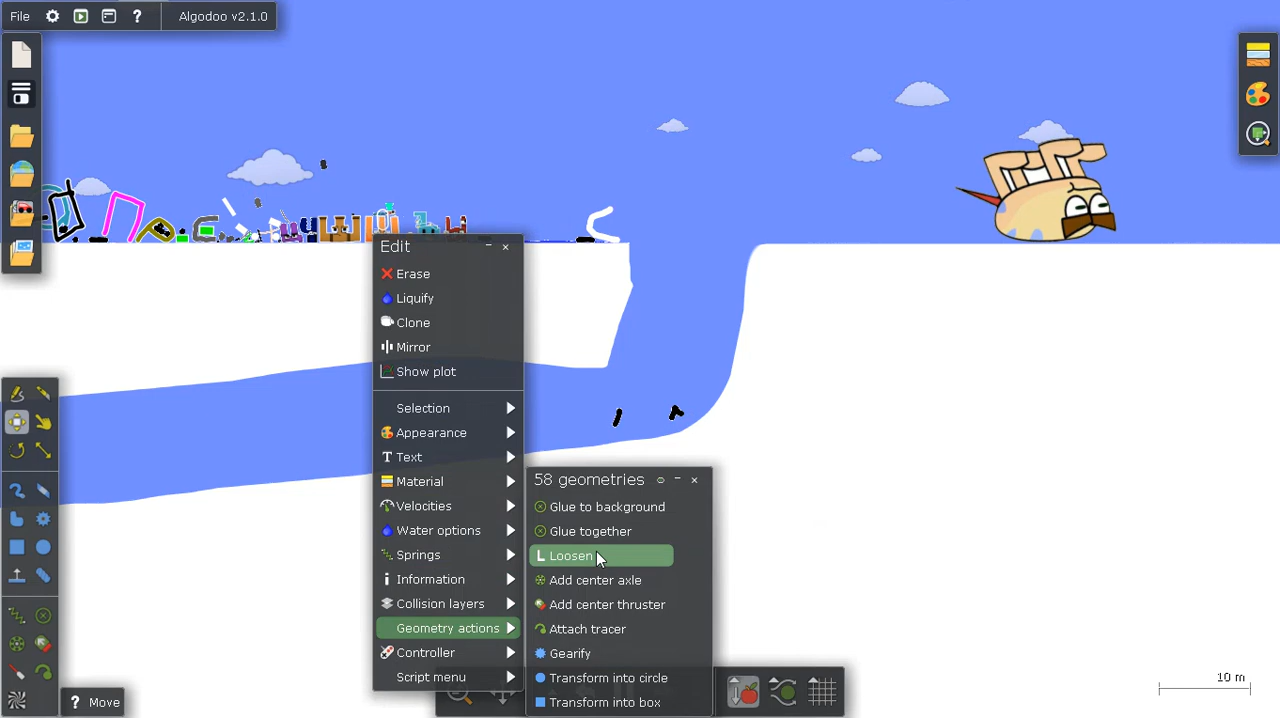 File ? Algodoo v2.1.0
Edit
Erase
Liquify
Clone
Mirror
Show plot
Selection
Appearance
Text
Material
Velocities
Water options
Springs
Information
Collision layers
Geometry actions
Controller
Script menu
58 geometries
Glue to background
Glue together
Loosen
Add center axle
Add center thruster
Attach tracer
Gearify
Transform into circle
Transform into box
? Move
10 m